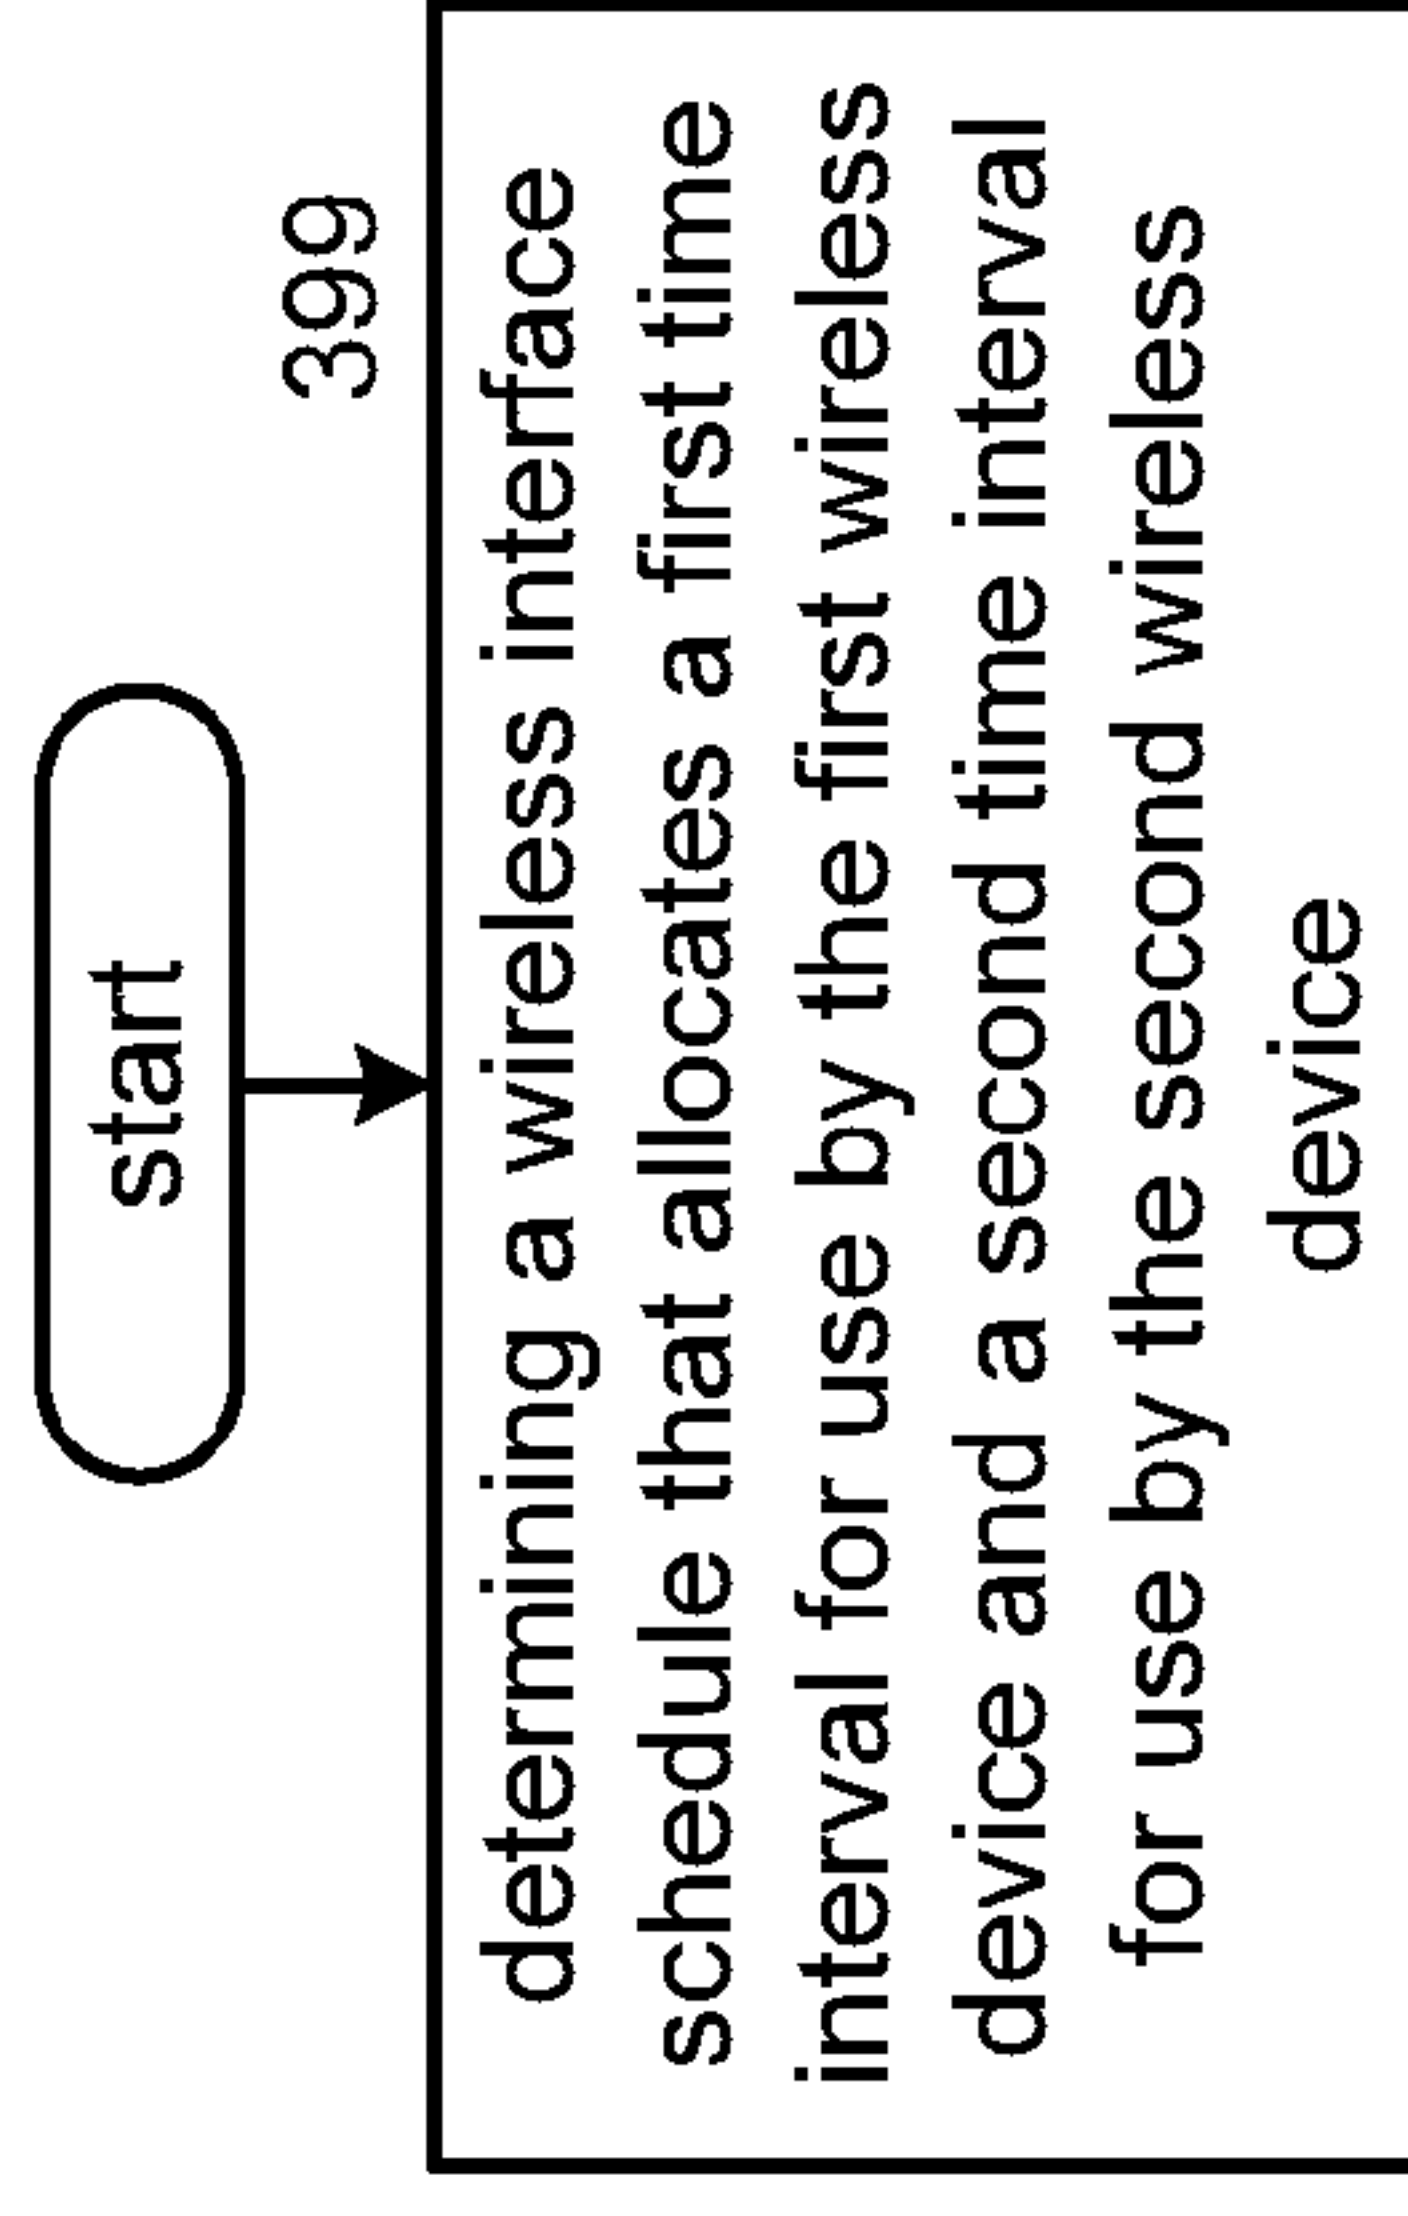 start
399
determining a wireless interface
schedule that allocates a first time
interval for use by the first wireless
device and a second time interval
for use by the second wireless
device